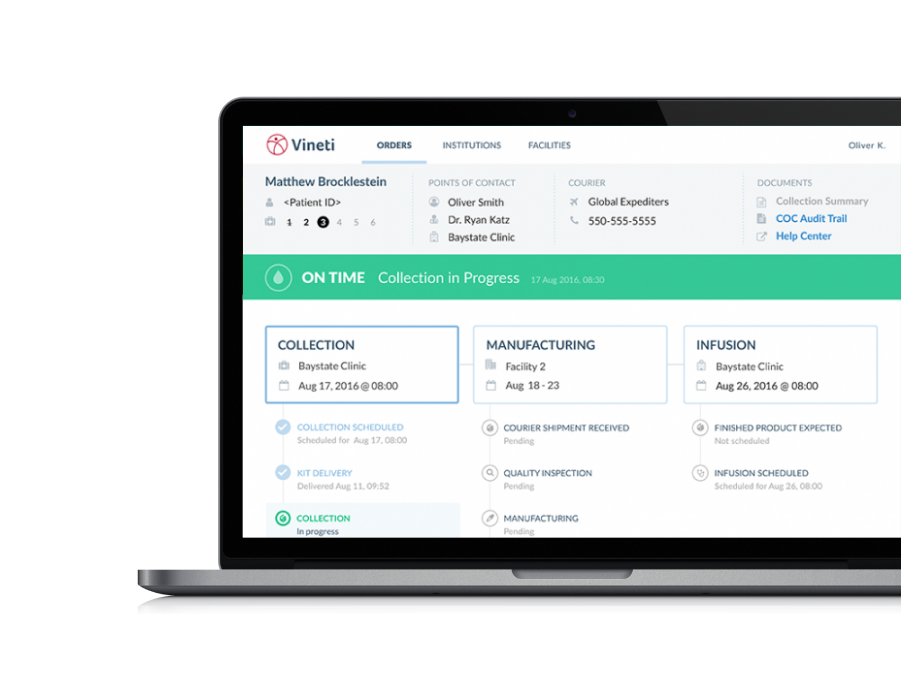 Vineti
ORDERS
INSTITUTIONS
FACILITIES
Oliver K.
Matthew Brocklestein
<Patient ID>
1 2 3 4 5 6
POINTS OF CONTACT
Oliver Smith
Dr. Ryan Katz
Baystate Clinic
COURIER
Global Expediters
550-555-5555
DOCUMENTS
Collection Summary
COC Audit Trail
Help Center
ON TIME Collection in Progress 17 Aug 2016, 08:30
COLLECTION
Baystate Clinic
Aug 17, 2016 @ 08:00
COLLECTION SCHEDULED
Scheduled for Aug 17, 08:00
KIT DELIVERY
Delivered Aug 11, 09:52
COLLECTION
In progress
MANUFACTURING
Facility 2
Aug 18 - 23
COURIER SHIPMENT RECEIVED
Pending
QUALITY INSPECTION
Pending
MANUFACTURING
Pending
INFUSION
Baystate Clinic
Aug 26, 2016 @ 08:00
FINISHED PRODUCT EXPECTED
Not scheduled
INFUSION SCHEDULED
Scheduled for Aug 26, 08:00